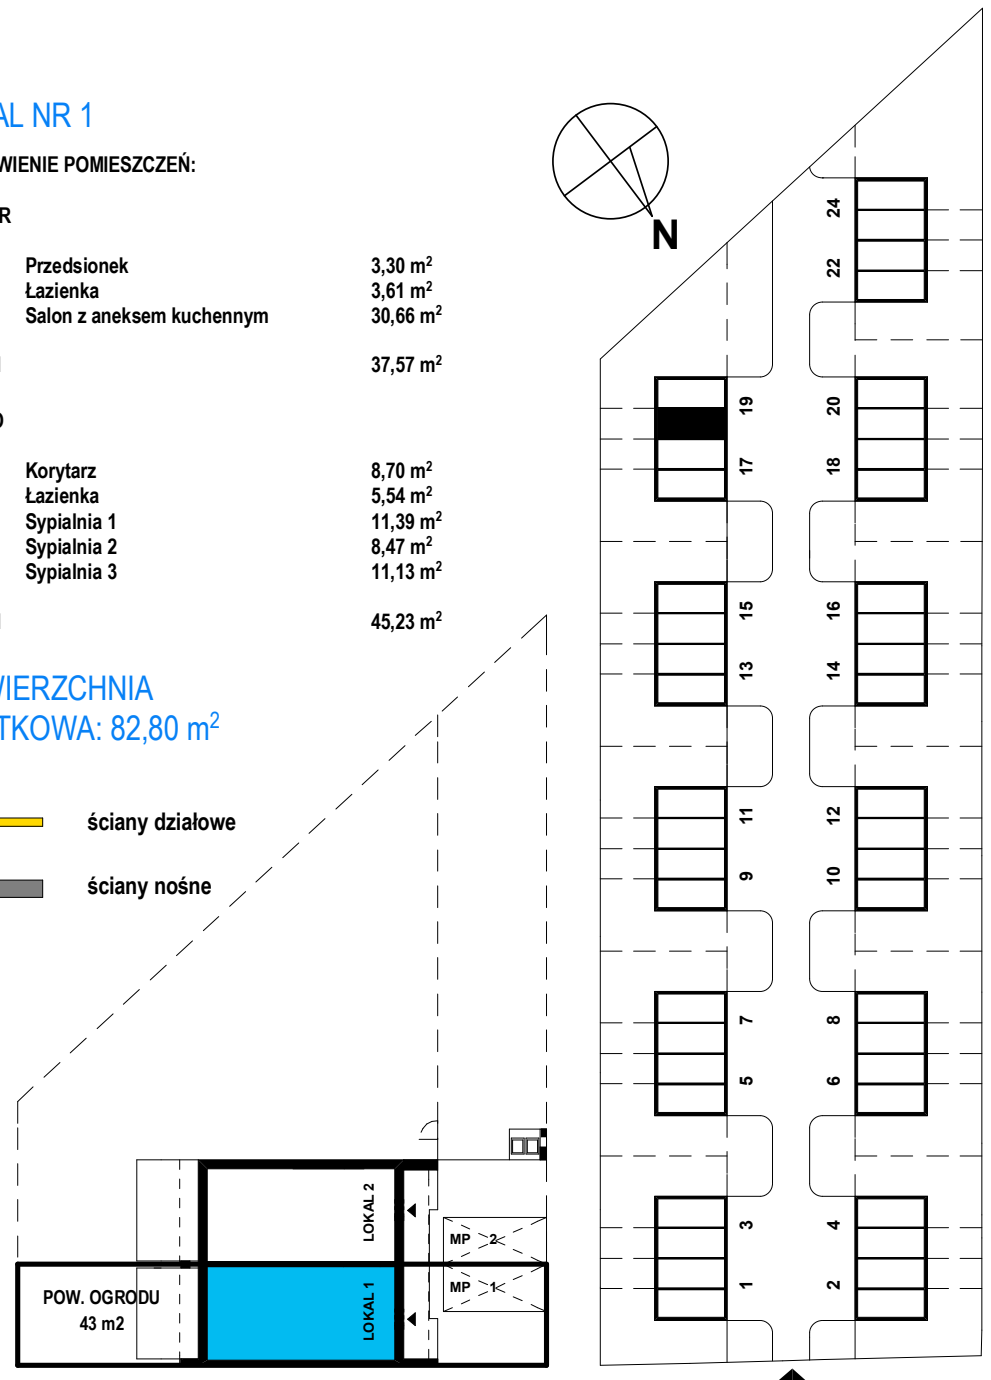 AL NR 1
WIENIE POMIESZCZEŃ:
R
Przedsionek 3,30 m²
Łazienka 3,61 m²
Salon z aneksem kuchennym 30,66 m²
37,57 m²
Korytarz 8,70 m²
Łazienka 5,54 m²
Sypialnia 1 11,39 m²
Sypialnia 2 8,47 m²
Sypialnia 3 11,13 m²
45,23 m²
WIERZCHNIA
TKOWA: 82,80 m²
ściany działowe
ściany nośne
LOKAL 2
LOKAL 1
MP 2
MP 1
POW. OGRODU
43 m2
N
24
22
19
20
17
18
15
16
13
14
11
12
9
10
7
8
5
6
3
4
1
2